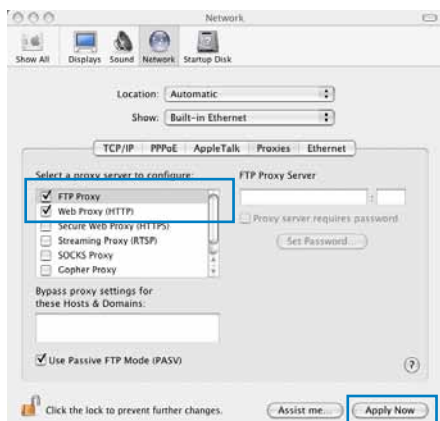 Network
Show All Displays Sound Network Startup Disk
Location: Automatic
Show: Built-in Ethernet
TCP/IP PPPoE AppleTalk Proxies Ethernet
Select a proxy server to configure:
FTP Proxy Server
FTP Proxy
Web Proxy (HTTP)
Secure Web Proxy (HTTPS)
Streaming Proxy (RTSP)
SOCKS Proxy
Gopher Proxy
:
Proxy server requires password
Set Password...
Bypass proxy settings for
these Hosts & Domains:
Use Passive FTP Mode (PASV)
?
Click the lock to prevent further changes.
Assist me...
Apply Now